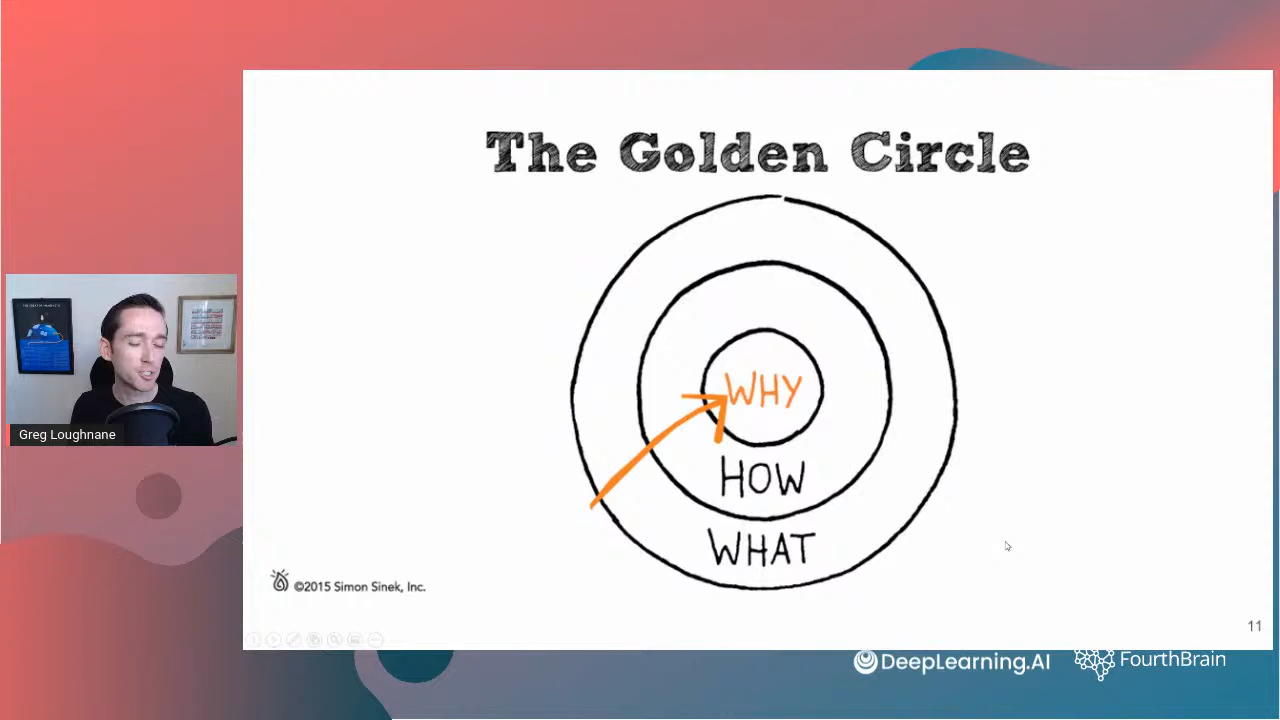 The Golden Circle
WHY
HOW
WHAT
©2015 Simon Sinek, Inc.
11
Greg Loughnane
DeepLearning.AI
FourthBrain